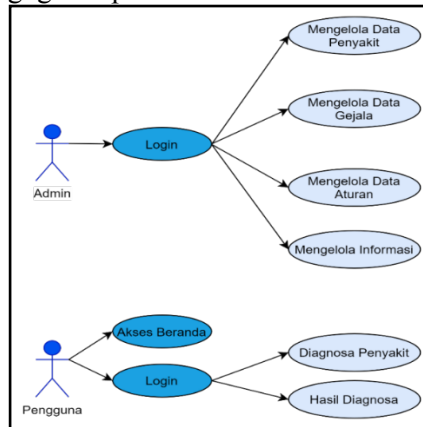 Mengelola Data
Penyakit
Mengelola Data
Gejala
Login
Admin
Mengelola Data
Aturan
Mengelola Informasi
Akses Beranda
Login
Diagnosa Penyakit
Hasil Diagnosa
Pengguna